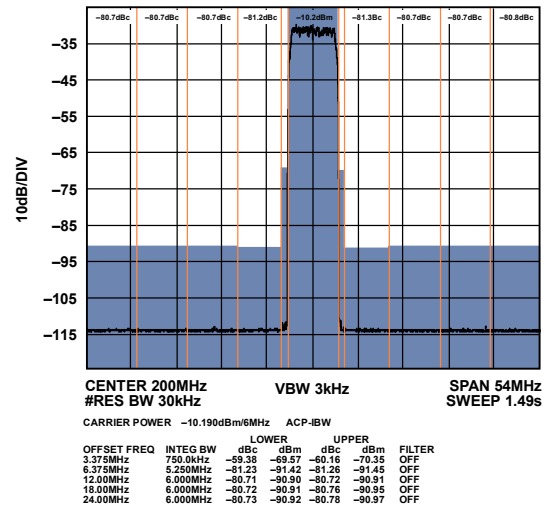 –80.7dBc –80.7dBc –80.7dBc –81.2dBc –10.2dBm –81.3Bc –80.7dBc –80.7dBc –80.8dBc
–35
–45
–55
–65
–75
–85
–95
–105
–115
10dB/DIV
CENTER 200MHz VBW 3kHz SPAN 54MHz
#RES BW 30kHz SWEEP 1.49s
CARRIER POWER –10.190dBm/6MHz ACP-IBW
LOWER UPPER
OFFSET FREQ INTEG BW dBc dBm dBc dBm FILTER
3.375MHz 750.0kHz –59.38 –69.57 –60.16 –70.35 OFF
6.375MHz 5.250MHz –81.23 –91.42 –81.26 –91.45 OFF
12.00MHz 6.000MHz –80.71 –90.90 –80.72 –90.91 OFF
18.00MHz 6.000MHz –80.72 –90.91 –80.76 –90.95 OFF
24.00MHz 6.000MHz –80.73 –90.92 –80.78 –90.97 OFF